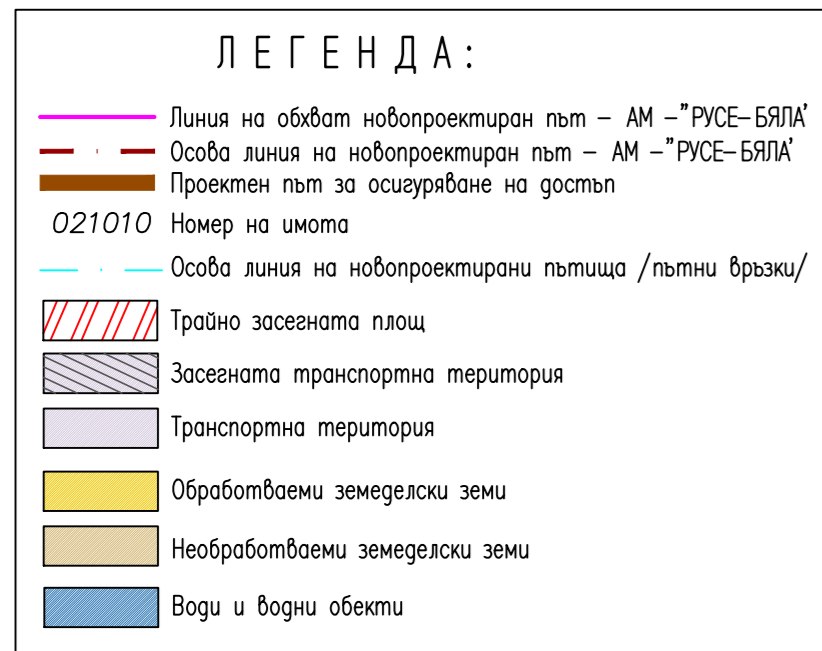 ЛЕГЕНДА:
Линия на обхват новопроектиран път – АМ –"РУСЕ–БЯЛА'
Осова линия на новопроектиран път – АМ –"РУСЕ–БЯЛА'
Проектен път за осигуряване на достъп
021010 Номер на имота
Осова линия на новопроектирани пътища /пътни връзки/
Трайно засегната площ
Засегната транспортна територия
Транспортна територия
Обработваеми земеделски земи
Необработваеми земеделски земи
Води и водни обекти